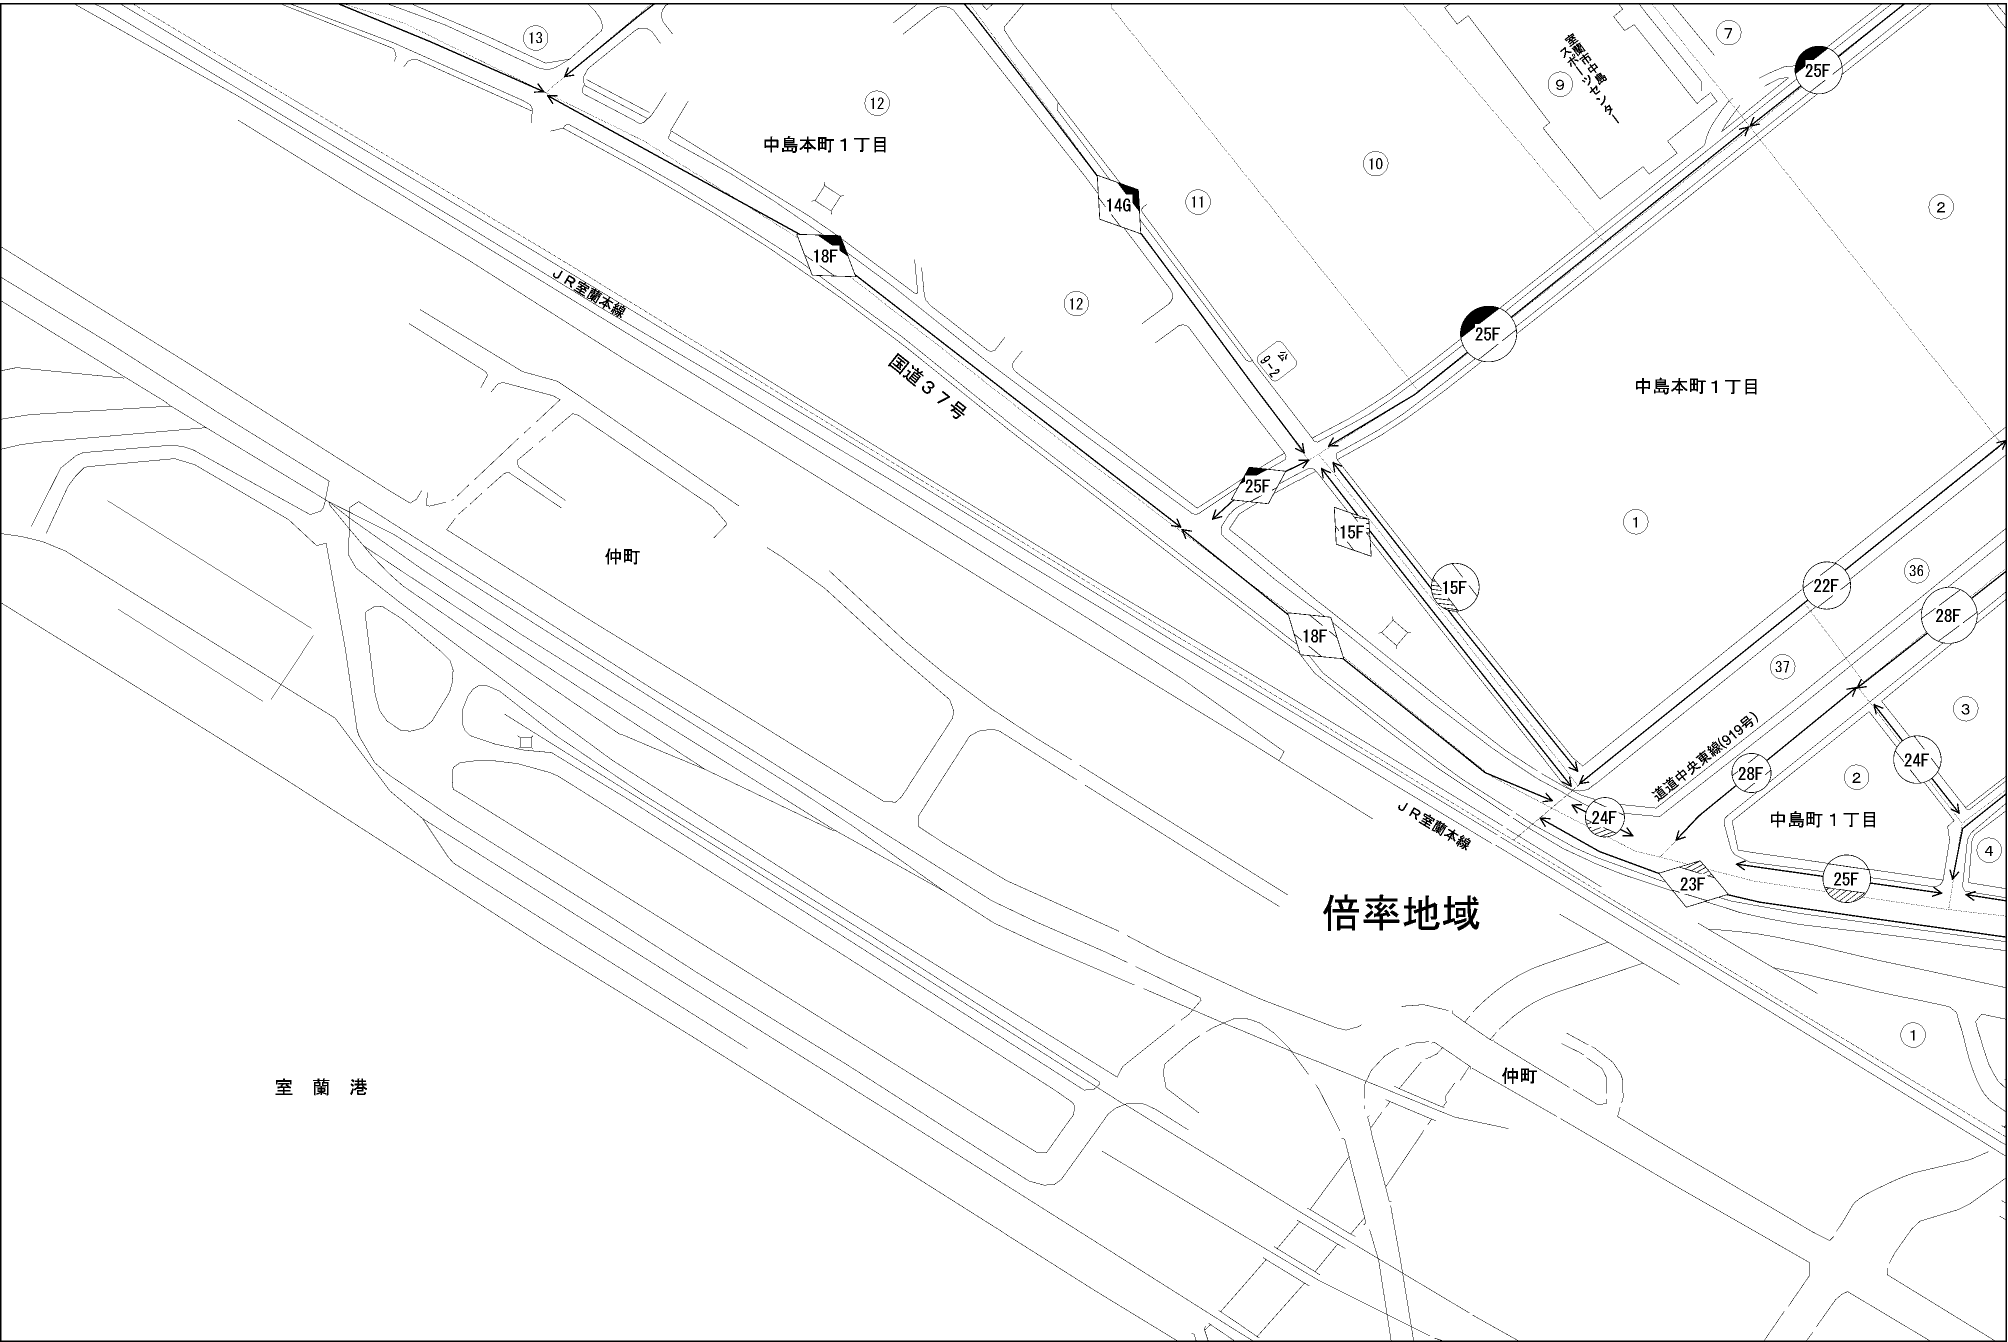 13
7
25F
室蘭市中島
スポーツセンター
9
12
中島本町１丁目
10
14G
11
2
18F
ＪＲ室蘭本線
12
25F
公
9-2
国道３７号
中島本町１丁目
25F
15F
1
仲町
15F
22F
36
28F
18F
37
3
道道中央東線(919号)
24F
28F
2
24F
中島町１丁目
ＪＲ室蘭本線
4
23F
25F
倍率地域
1
仲町
室蘭港